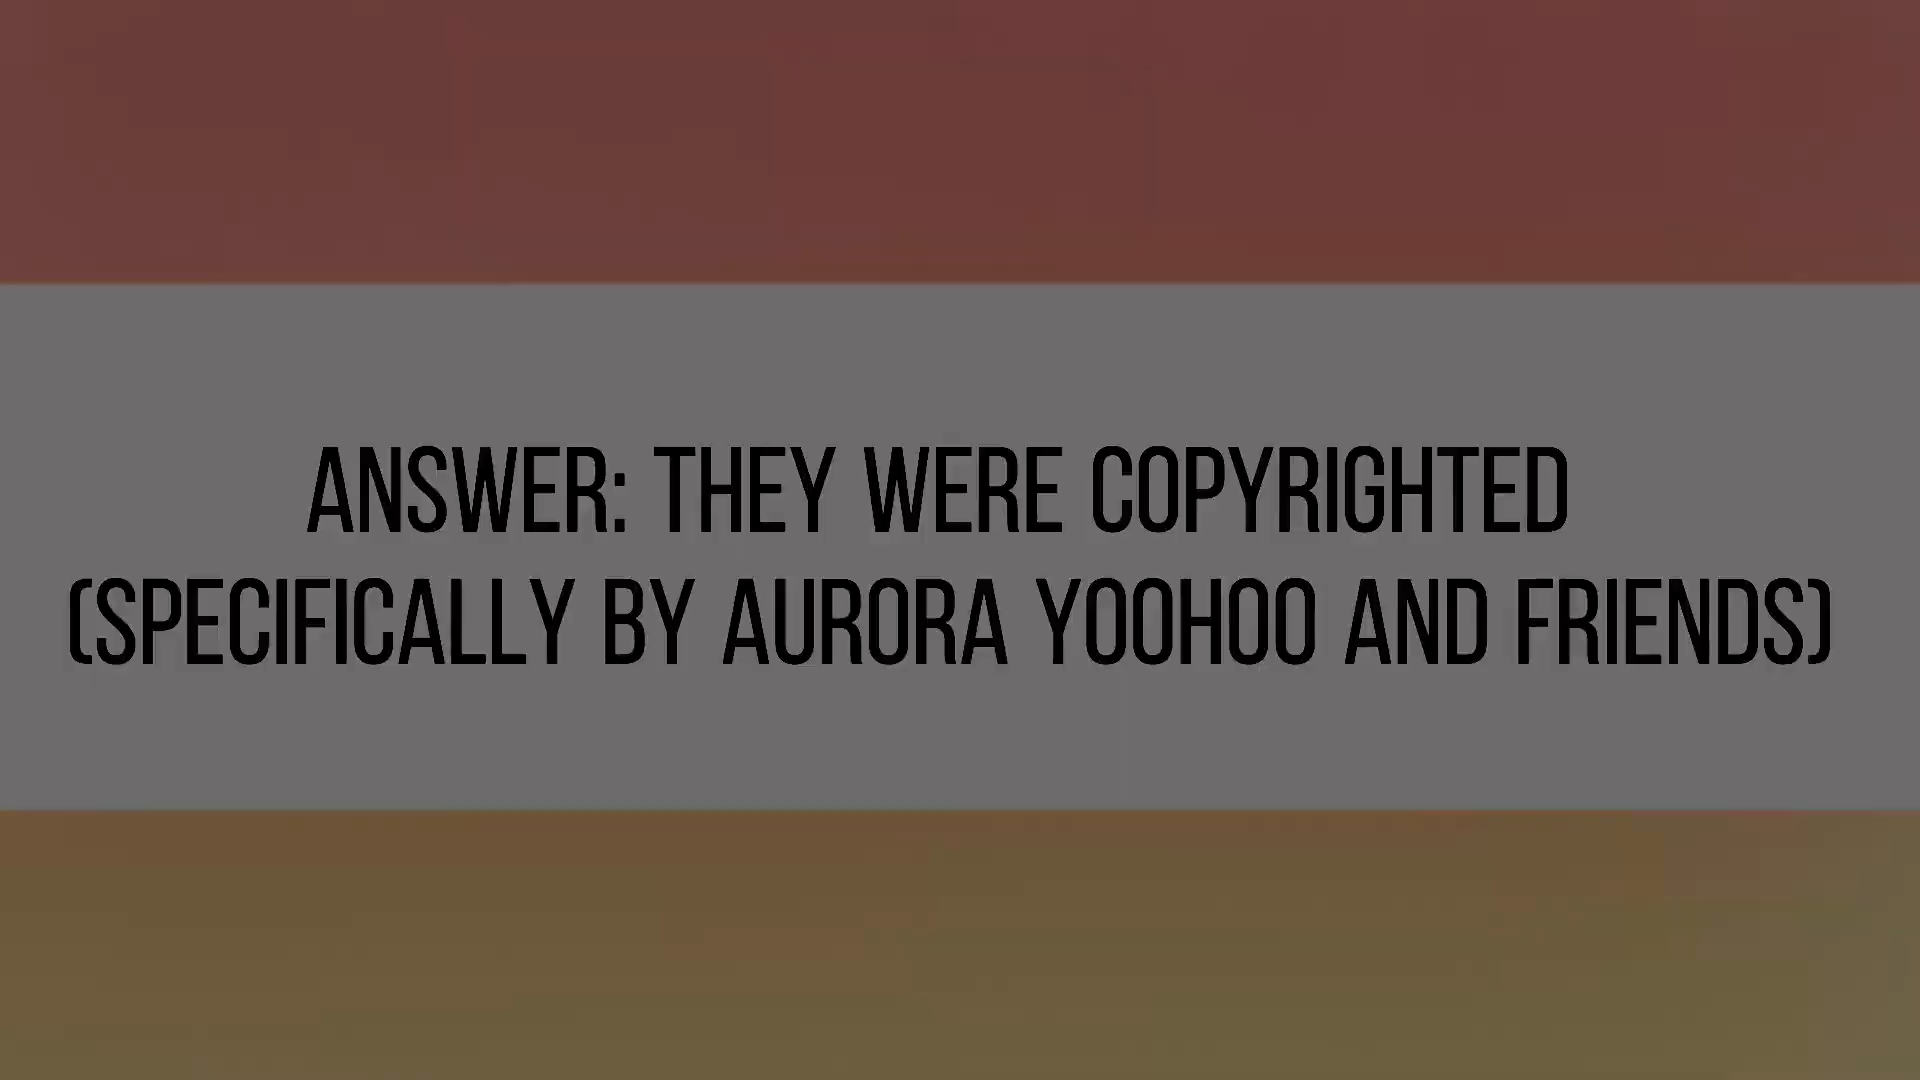 ANSWER: THEY WERE COPYRIGHTED
(SPECIFICALLY BY AURORA YOOHOO AND FRIENDS)